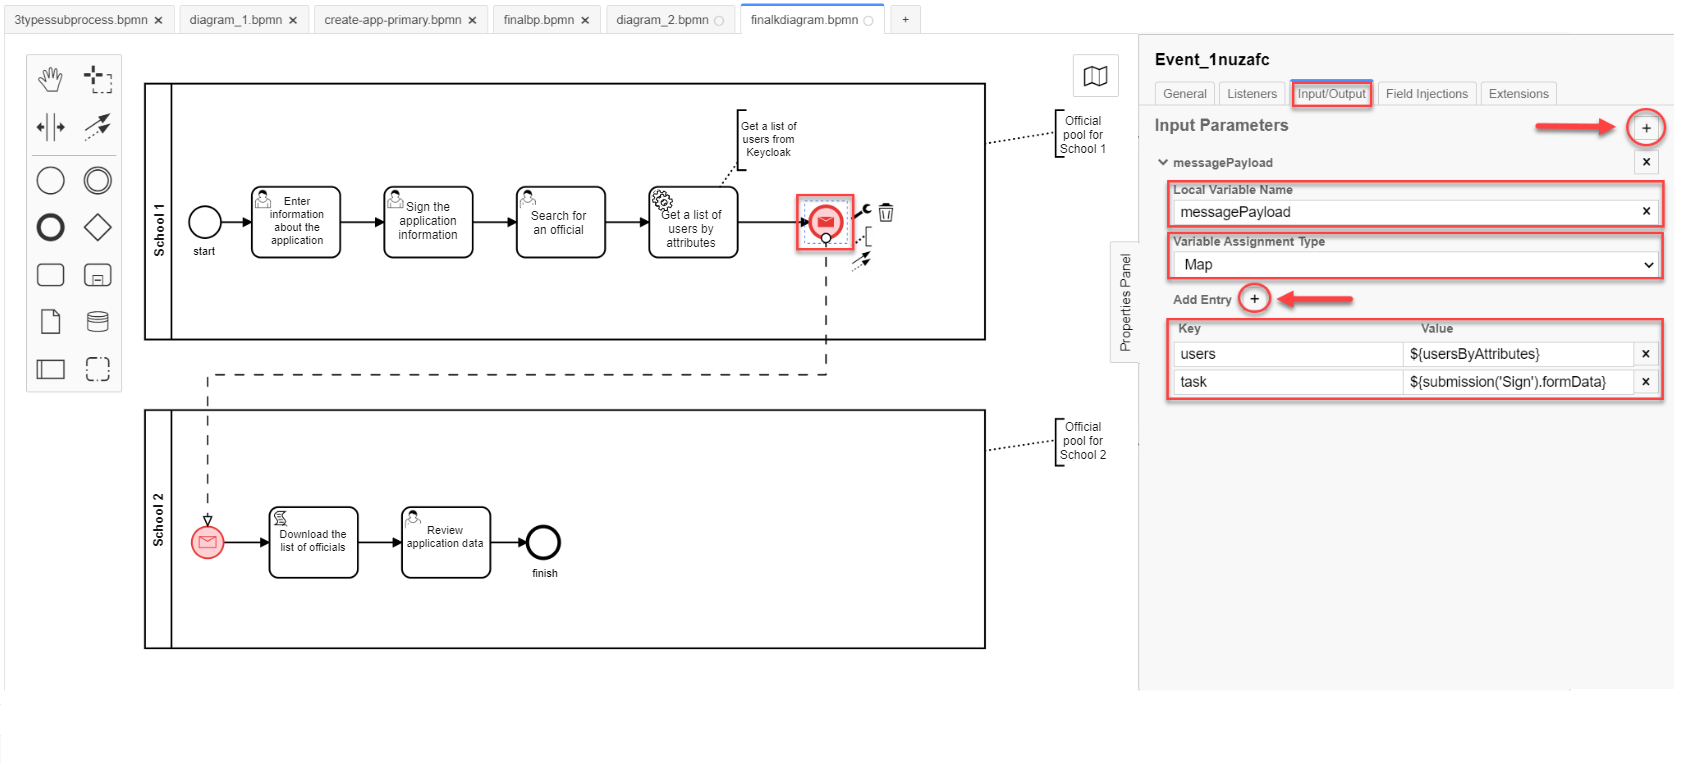 3typessubprocess.bpmn ×
diagram_1.bpmn ×
create-app-primary.bpmn ×
finalbp.bpmn ×
diagram_2.bpmn
finalkdiagram.bpmn
+
School 1
start
Enter
information
about the
application
Sign the
application
information
Search for
an official
Get a list of
users by
attributes
Get a list of
users from
Keycloak
Official
pool for
School 1
School 2
Download the
list of officials
Review
application data
finish
Official
pool for
School 2
Properties Panel
Event_1nuzafc
General
Listeners
Input/Output
Field Injections
Extensions
Input Parameters
+
messagePayload
×
Local Variable Name
messagePayload ×
Variable Assignment Type
Map
Add Entry +
Key Value
users ${usersByAttributes} ×
task ${submission('Sign').formData} ×